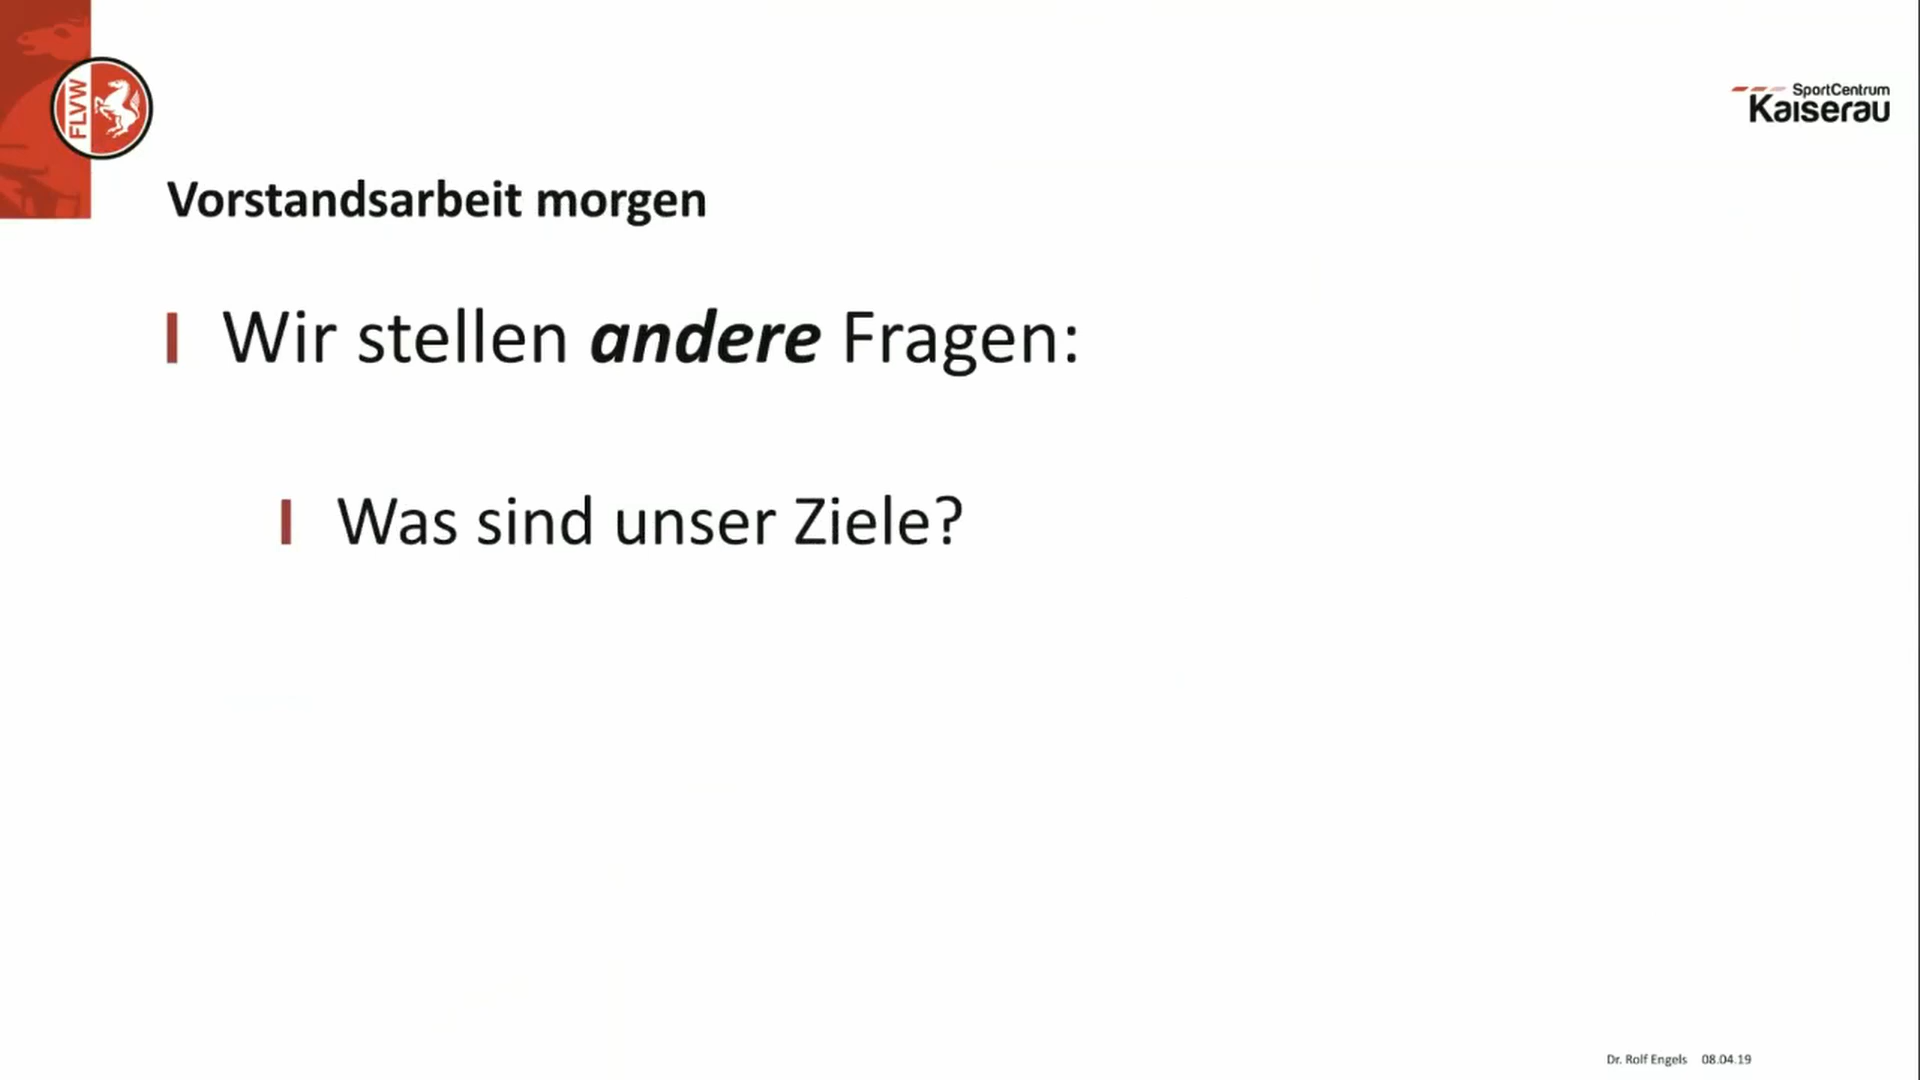 FLVW
SportCentrum
Kaiserau
Vorstandsarbeit morgen
Wir stellen andere Fragen:
Was sind unser Ziele?
Dr. Rolf Engels 08.04.19